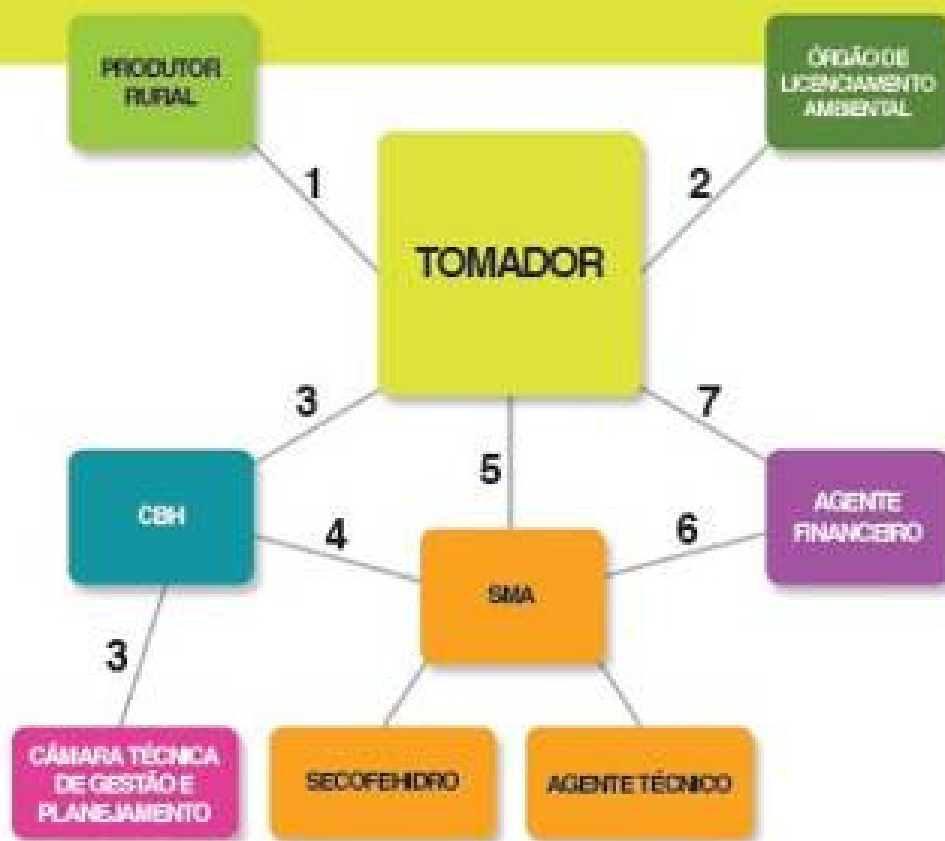 PRODUTOR
RURAL
ÓRGÃO DE
LICENCIAMENTO
AMBIENTAL
1
2
TOMADOR
3
7
5
CBH
AGENTE
FINANCEIRO
4
6
SMA
3
CÂMARA TÉCNICA
DE GESTÃO E
PLANEJAMENTO
SECOFEHIDRO
AGENTE TÉCNICO